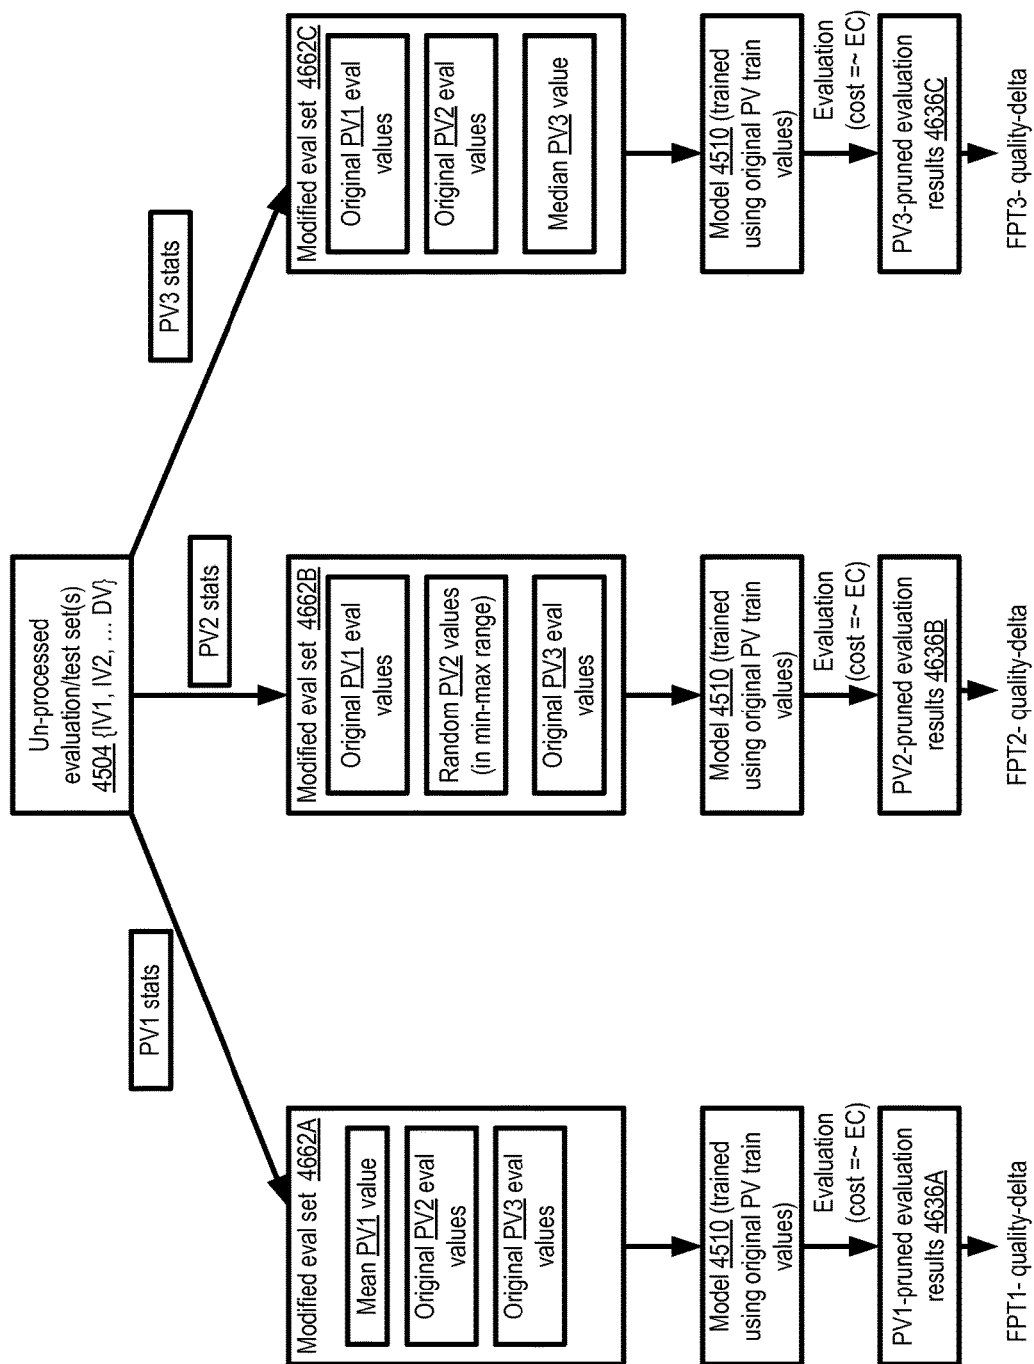 Un-processed
evaluation/test set(s)
4504 {IV1, IV2, ... DV}
PV1 stats
PV2 stats
PV3 stats
Modified eval set 4662A
Mean PV1 value
Original PV2 eval
values
Original PV3 eval
values
Model 4510 (trained
using original PV train
values)
Evaluation
(cost =~ EC)
PV1-pruned evaluation
results 4636A
FPT1- quality-delta
Modified eval set 4662B
Original PV1 eval
values
Random PV2 values
(in min-max range)
Original PV3 eval
values
Model 4510 (trained
using original PV train
values)
Evaluation
(cost =~ EC)
PV2-pruned evaluation
results 4636B
FPT2- quality-delta
Modified eval set 4662C
Original PV1 eval
values
Original PV2 eval
values
Median PV3 value
Model 4510 (trained
using original PV train
values)
Evaluation
(cost =~ EC)
PV3-pruned evaluation
results 4636C
FPT3- quality-delta